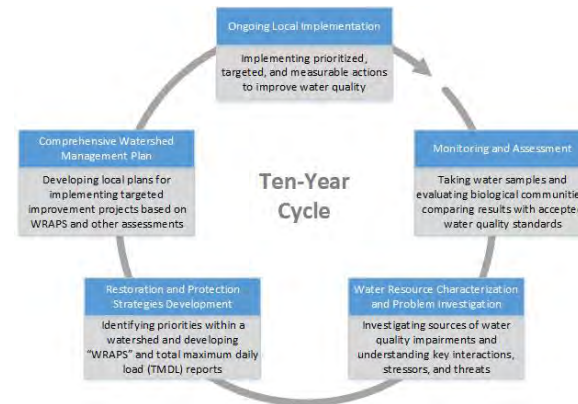 Ongoing Local Implementation
Implementing prioritized,
targeted, and measurable actions
to improve water quality
Monitoring and Assessment
Taking water samples and
evaluating biological communitie
comparing results with accepte
water quality standards
Water Resource Characterization
and Problem Investigation
Investigating sources of water
quality impairments and
understanding key interactions,
stressors, and threats
Restoration and Protection
Strategies Development
Identifying priorities within a
watershed and developing
"WRAPS" and total maximum daily
load (TMDL) reports
Comprehensive Watershed
Management Plan
Developing local plans for
implementing targeted
improvement projects based on
WRAPS and other assessments
Ten-Year
Cycle